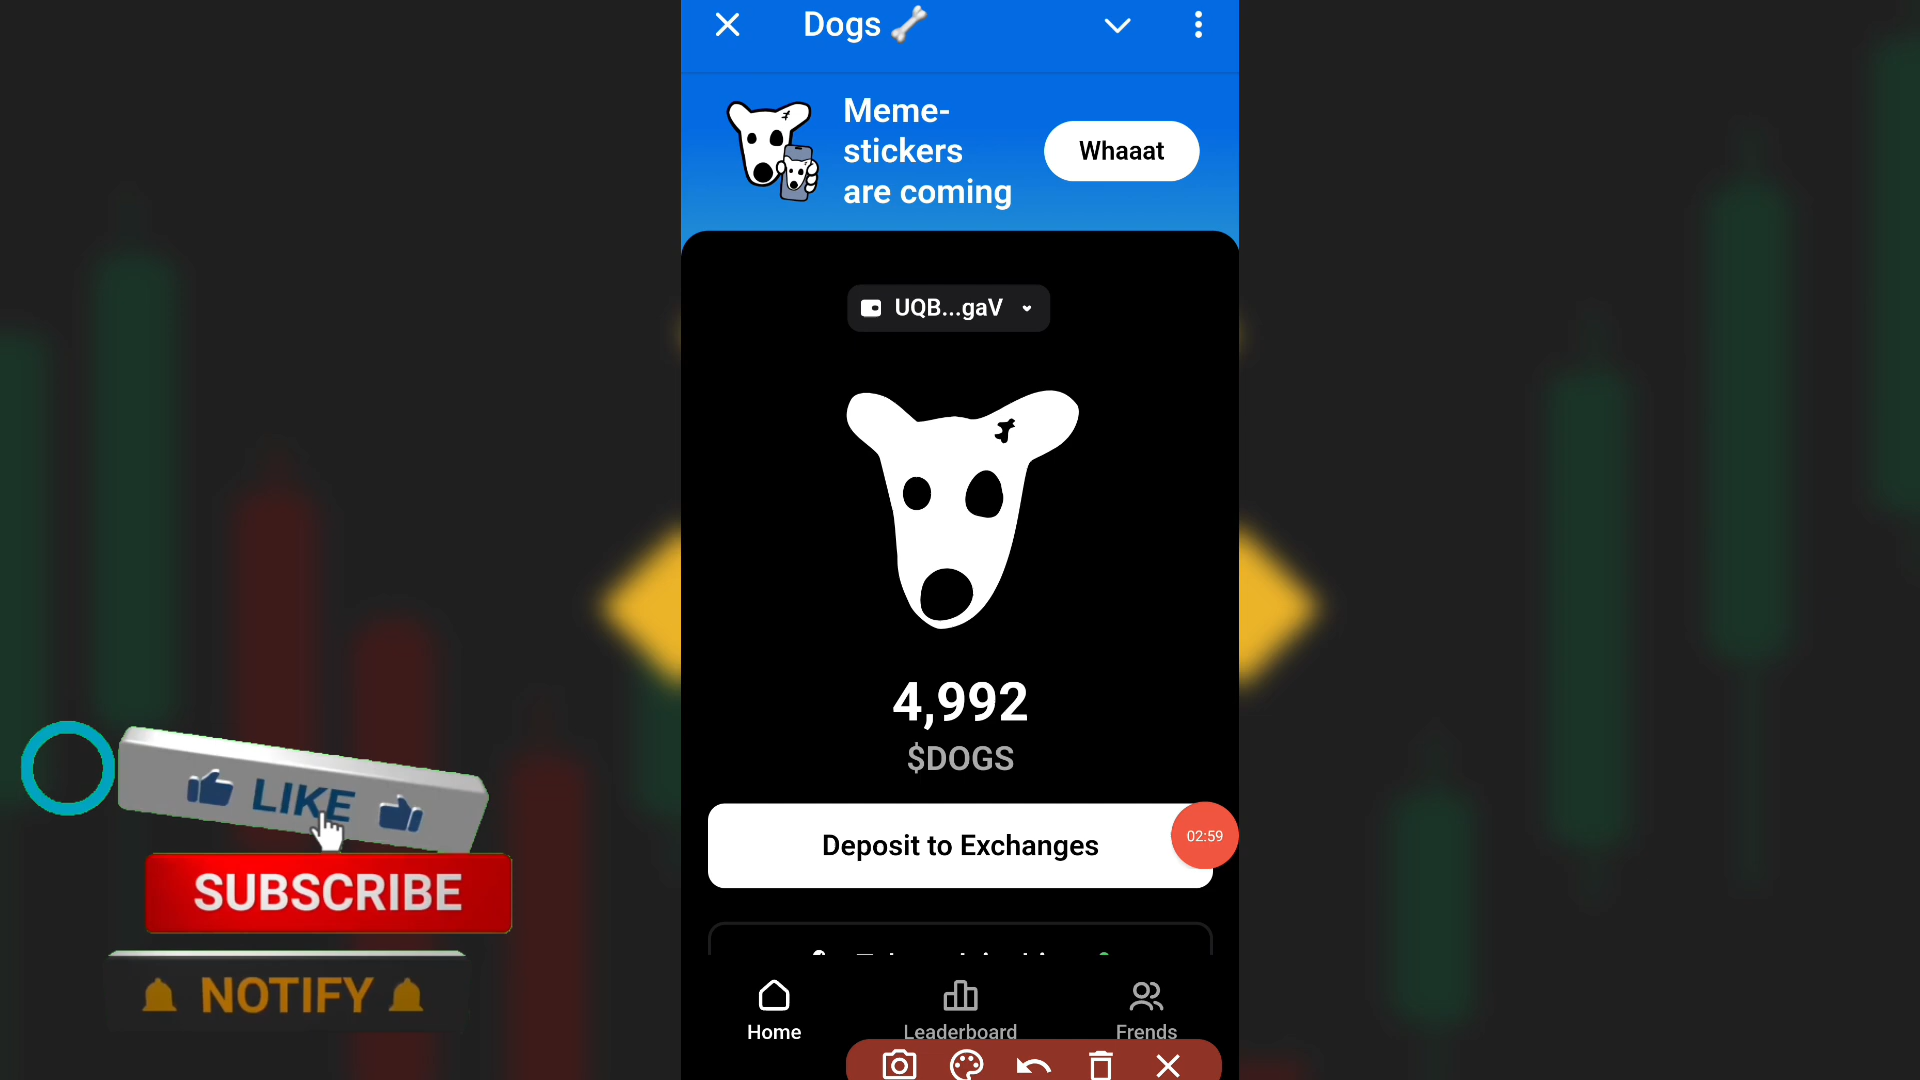 Dogs 🦴
Meme-
stickers
are coming
Whaaat
UQB...gaV
4,992
$DOGS
Deposit to Exchanges
02:59
LIKE
SUBSCRIBE
NOTIFY
Home
Leaderboard
Frends